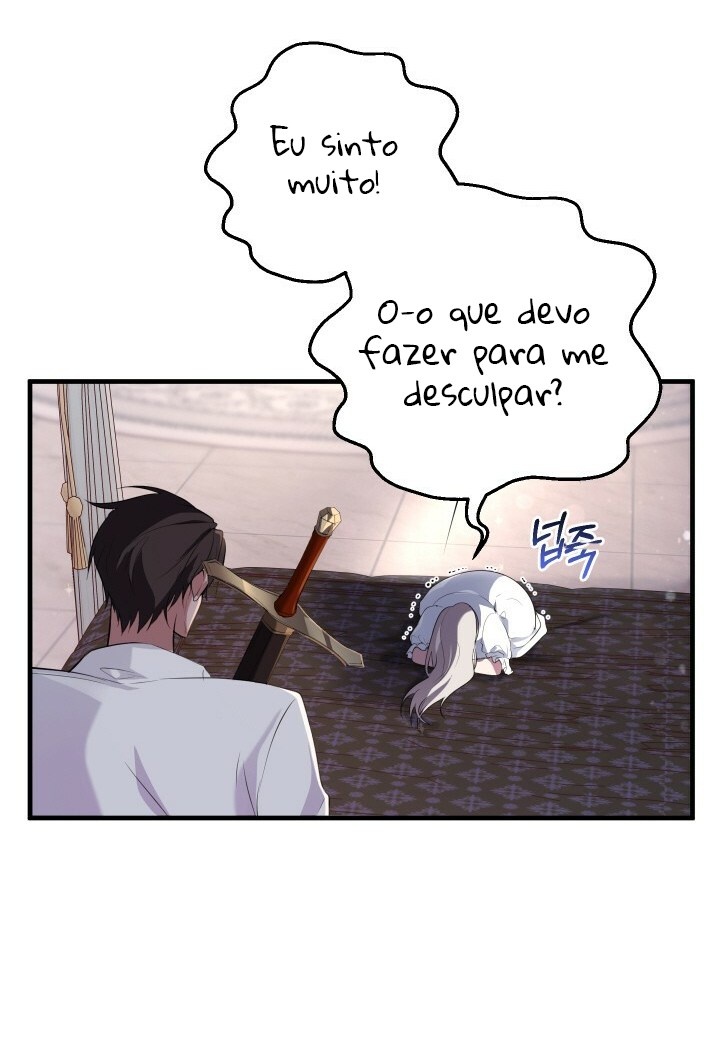 Eu sinto
muito!
O-o que devo
fazer para me
desculpar?
넙죽